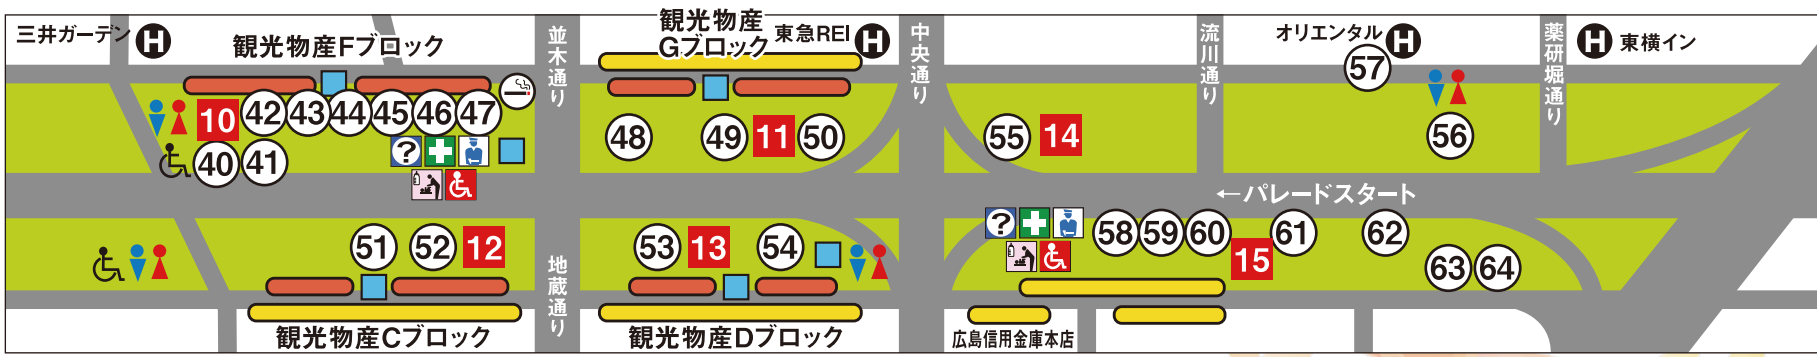 三井ガーデン H
観光物産Fブロック
並木通り
観光物産
Gブロック
東急REI H
中央通り
流川通り
オリエンタル H
薬研堀通り
H 東横イン
57
10 42 43 44 45 46 47
40 41
?
48 49 11 50
55 14
56
←パレードスタート
?
51 52 12
地蔵通り
53 13 54
58 59 60 15 61 62
63 64
観光物産Cブロック
観光物産Dブロック
広島信用金庫本店